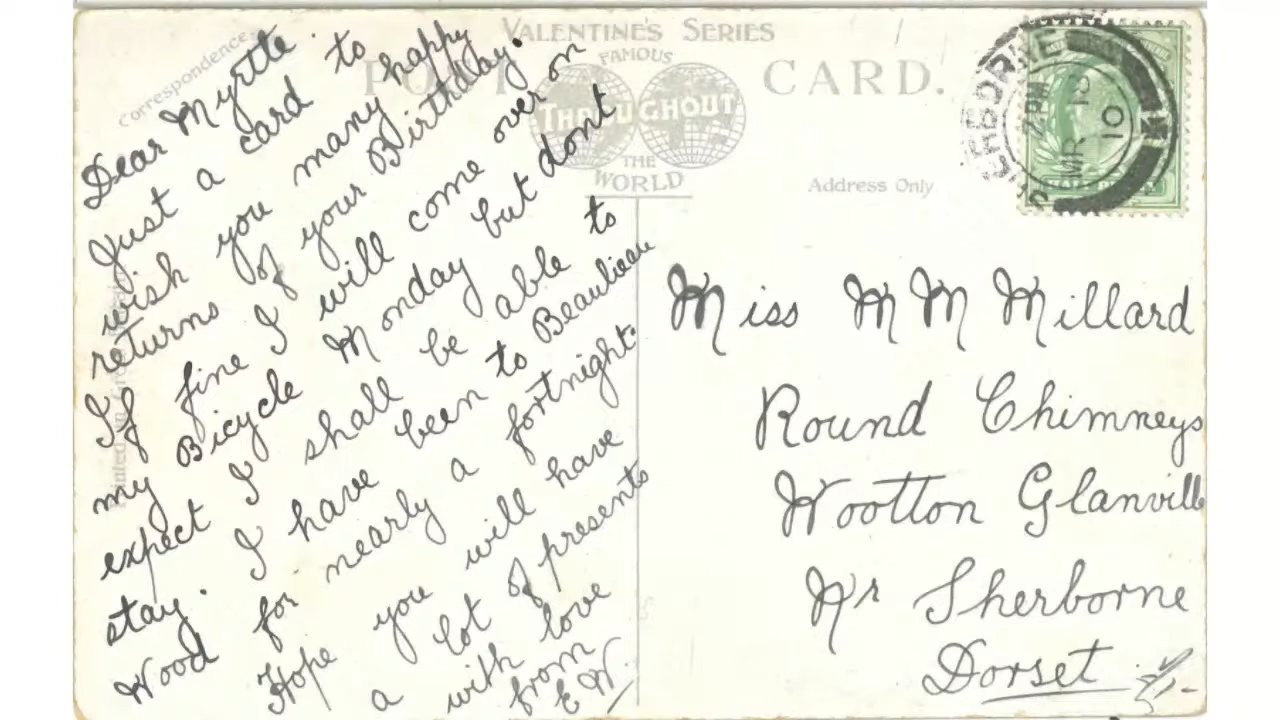 VALENTINE'S SERIES
FAMOUS
POST CARD.
THROUGHOUT
THE
WORLD
Correspondence.
Address Only
Dear Myrtle
Just a card to
wish you many happy
returns of your Birthday.
If fine I will come over on
my Bicycle Monday but dont
expect I shall be able to
stay. I have been to Beaulieau
Wood for nearly a fortnight.
Hope you will have
a lot of presents
with love
from
E W.
Miss M M Millard
Round Chimneys
Wootton Glanville
Nr Sherborne
Dorset
MR
10